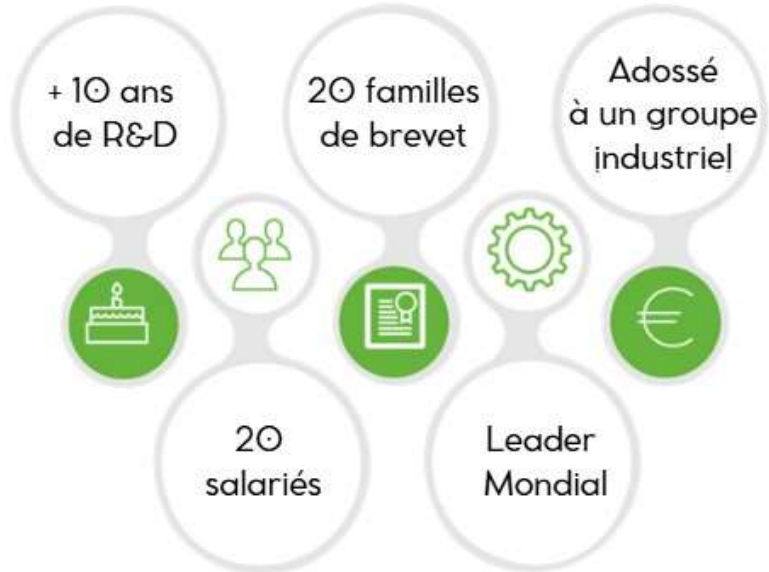 + 10 ans
de R&D
20 familles
de brevet
Adossé
à un groupe
industriel
20
salariés
Leader
Mondial